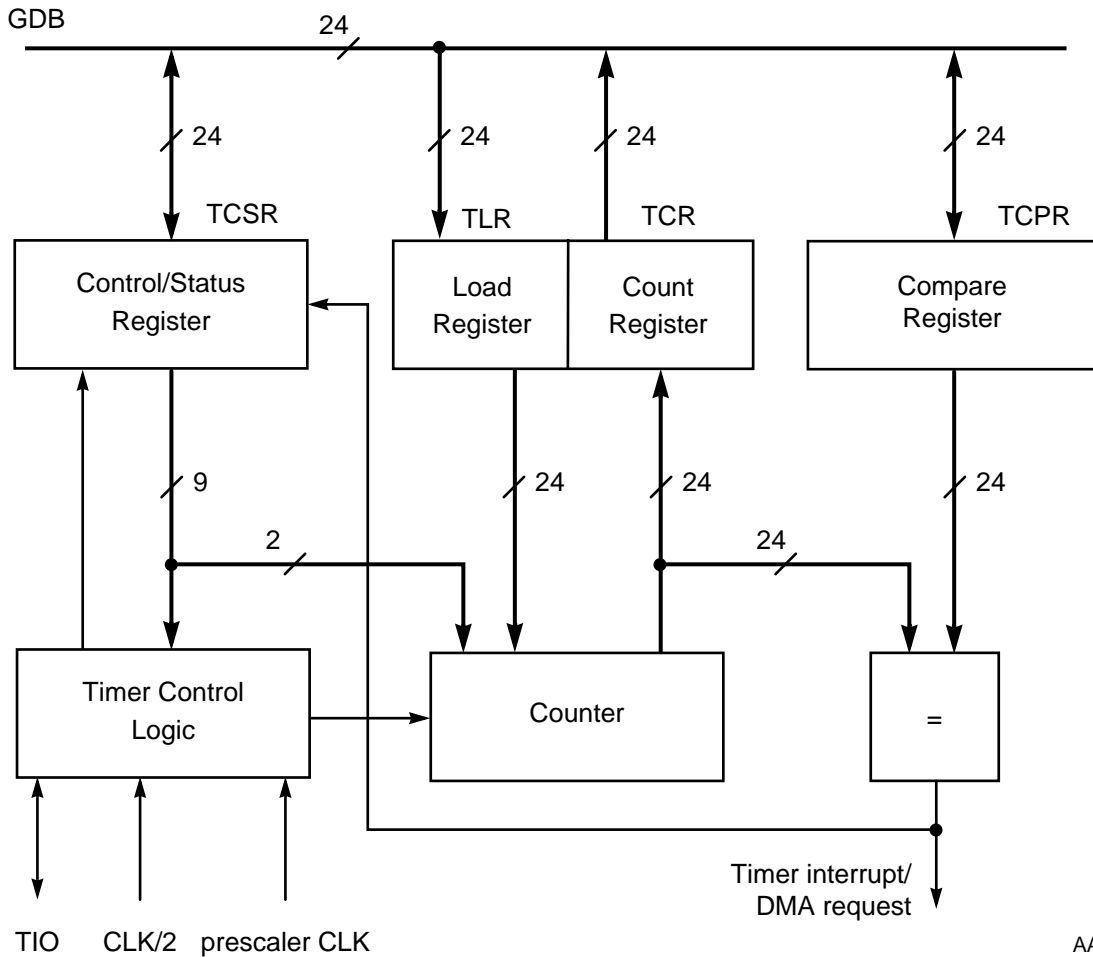 GDB
24
24
24
24
24
TCSR
TLR
TCR
TCPR
Control/Status
Register
Load
Register
Count
Register
Compare
Register
9
24
24
24
2
24
Timer Control
Logic
Counter
=
Timer interrupt/
DMA request
TIO
CLK/2
prescaler CLK
AA